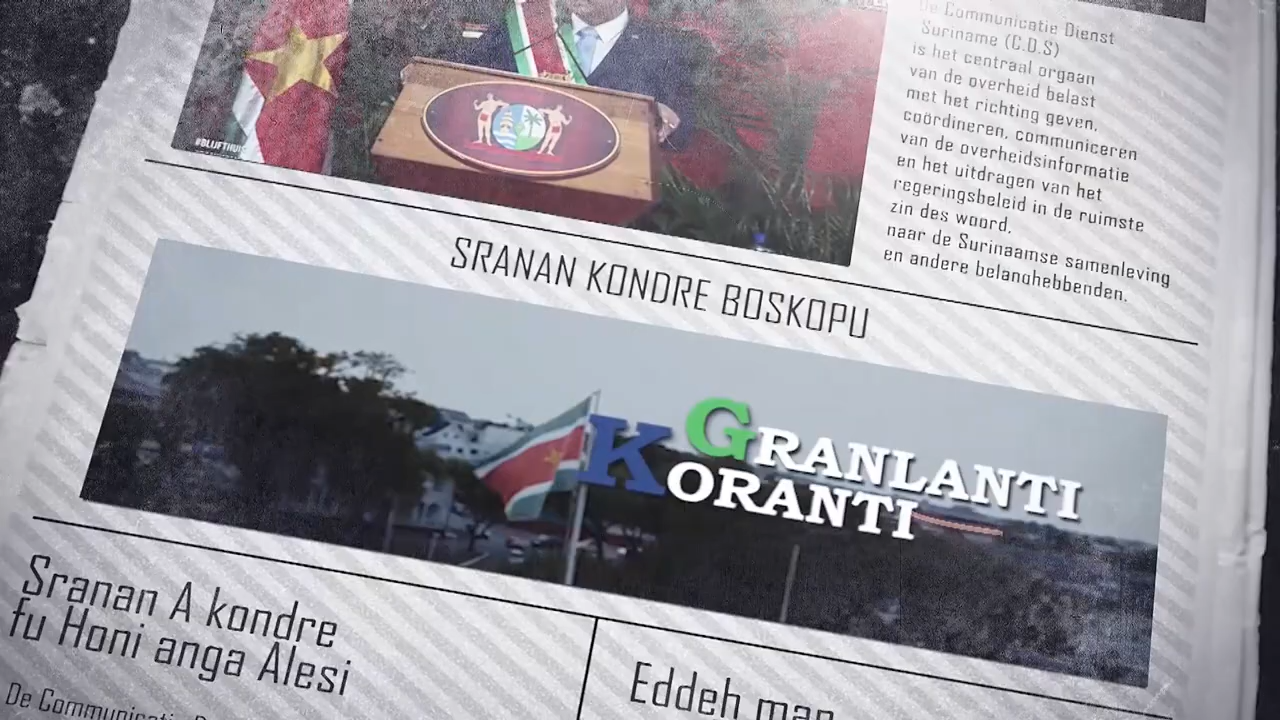 De Communicatie Dienst
Suriname (C.D.S)
is het centraal orgaan
van de overheid belast
met het richting geven,
coördineren, communiceren
van de overheidsinformatie
en het uitdragen van het
regeringsbeleid in de ruimste
zin des woord.
naar de Surinaamse samenleving
en andere belanghebbenden.
SRANAN KONDRE BOSKOPU
GRANLANTI
KORANTI
Sranan A kondre
fu Honi anga Alesi
Eddeh man
De